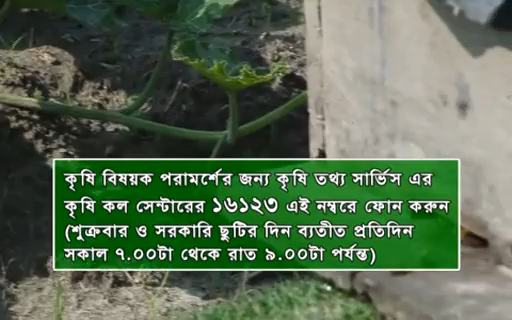 কৃষি বিষয়ক পরামর্শের জন্য কৃষি তথ্য সার্ভিস এর
কৃষি কল সেন্টারের ১৬১২৩ এই নম্বরে ফোন করুন
(শুক্রবার ও সরকারি ছুটির দিন ব্যতীত প্রতিদিন
সকাল ৭.০০টা থেকে রাত ৯.০০টা পর্যন্ত)